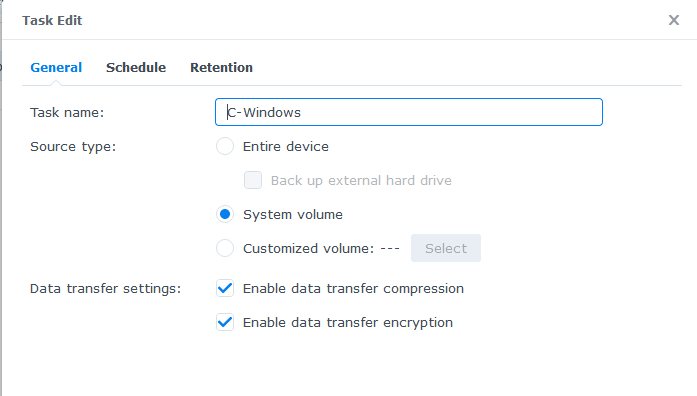 Task Edit
General Schedule Retention
Task name: C-Windows
Source type: Entire device
Back up external hard drive
System volume
Customized volume: --- Select
Data transfer settings: Enable data transfer compression
Enable data transfer encryption